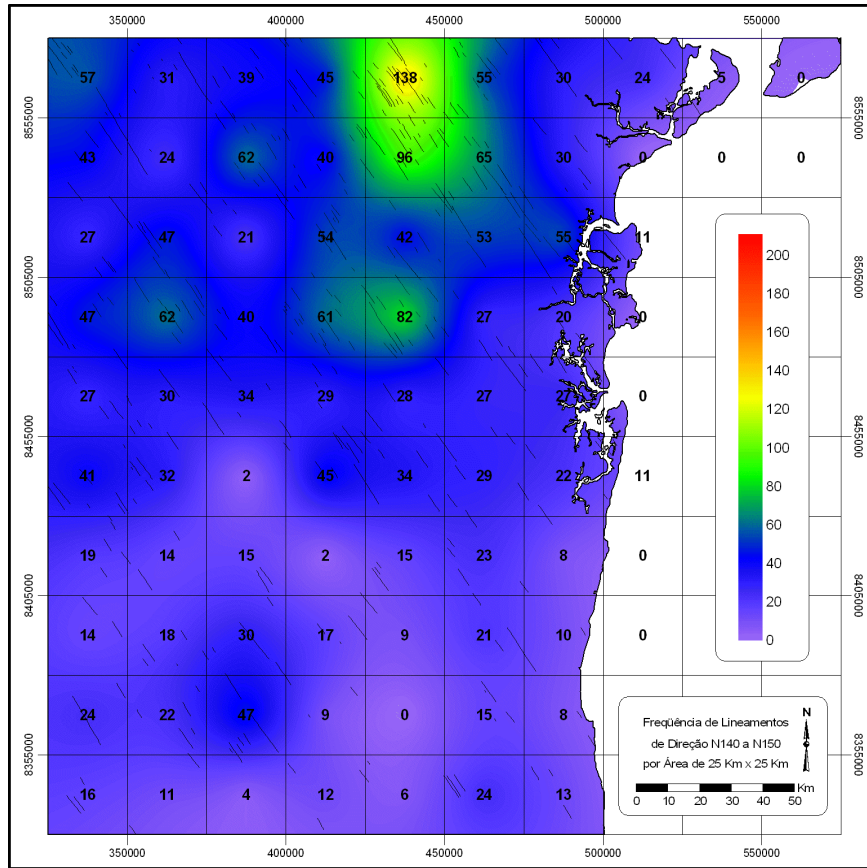 350000 400000 450000 500000 550000
57 31 39 45 138 55 30 24 5 0
8555000 8555000
43 24 62 40 96 65 30 0 0 0
27 47 21 54 42 53 55 11
200
8505000 8505000
180
47 62 40 61 82 27 20 0
160
140
27 30 34 29 28 27 27 0
120
8455000 8455000
100
41 32 2 45 34 29 22 11
80
60
19 14 15 2 15 23 8 0
40
8405000 8405000
20
14 18 30 17 9 21 10 0
0
24 22 47 9 0 15 8
N
Freqüência de Lineamentos
de Direção N140 a N150
8355000 8355000
por Área de 25 Km x 25 Km
Km
16 11 4 12 6 24 13
0 10 20 30 40 50
350000 400000 450000 500000 550000